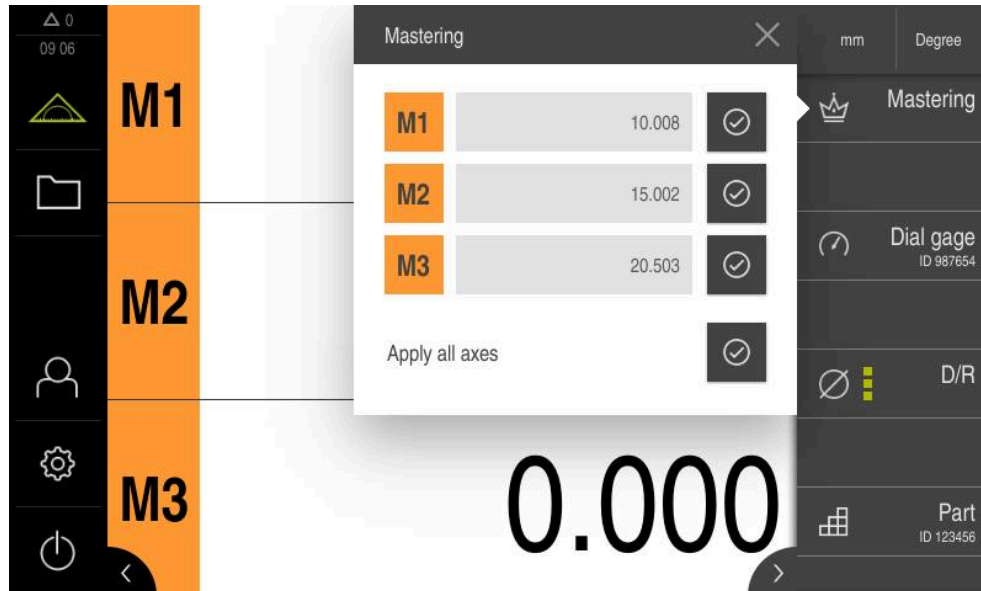 0
09 06
M1
M2
M3
0.000
Mastering
M1
10.008
M2
15.002
M3
20.503
Apply all axes
mm
Degree
Mastering
Dial gage
ID 987654
D/R
Part
ID 123456